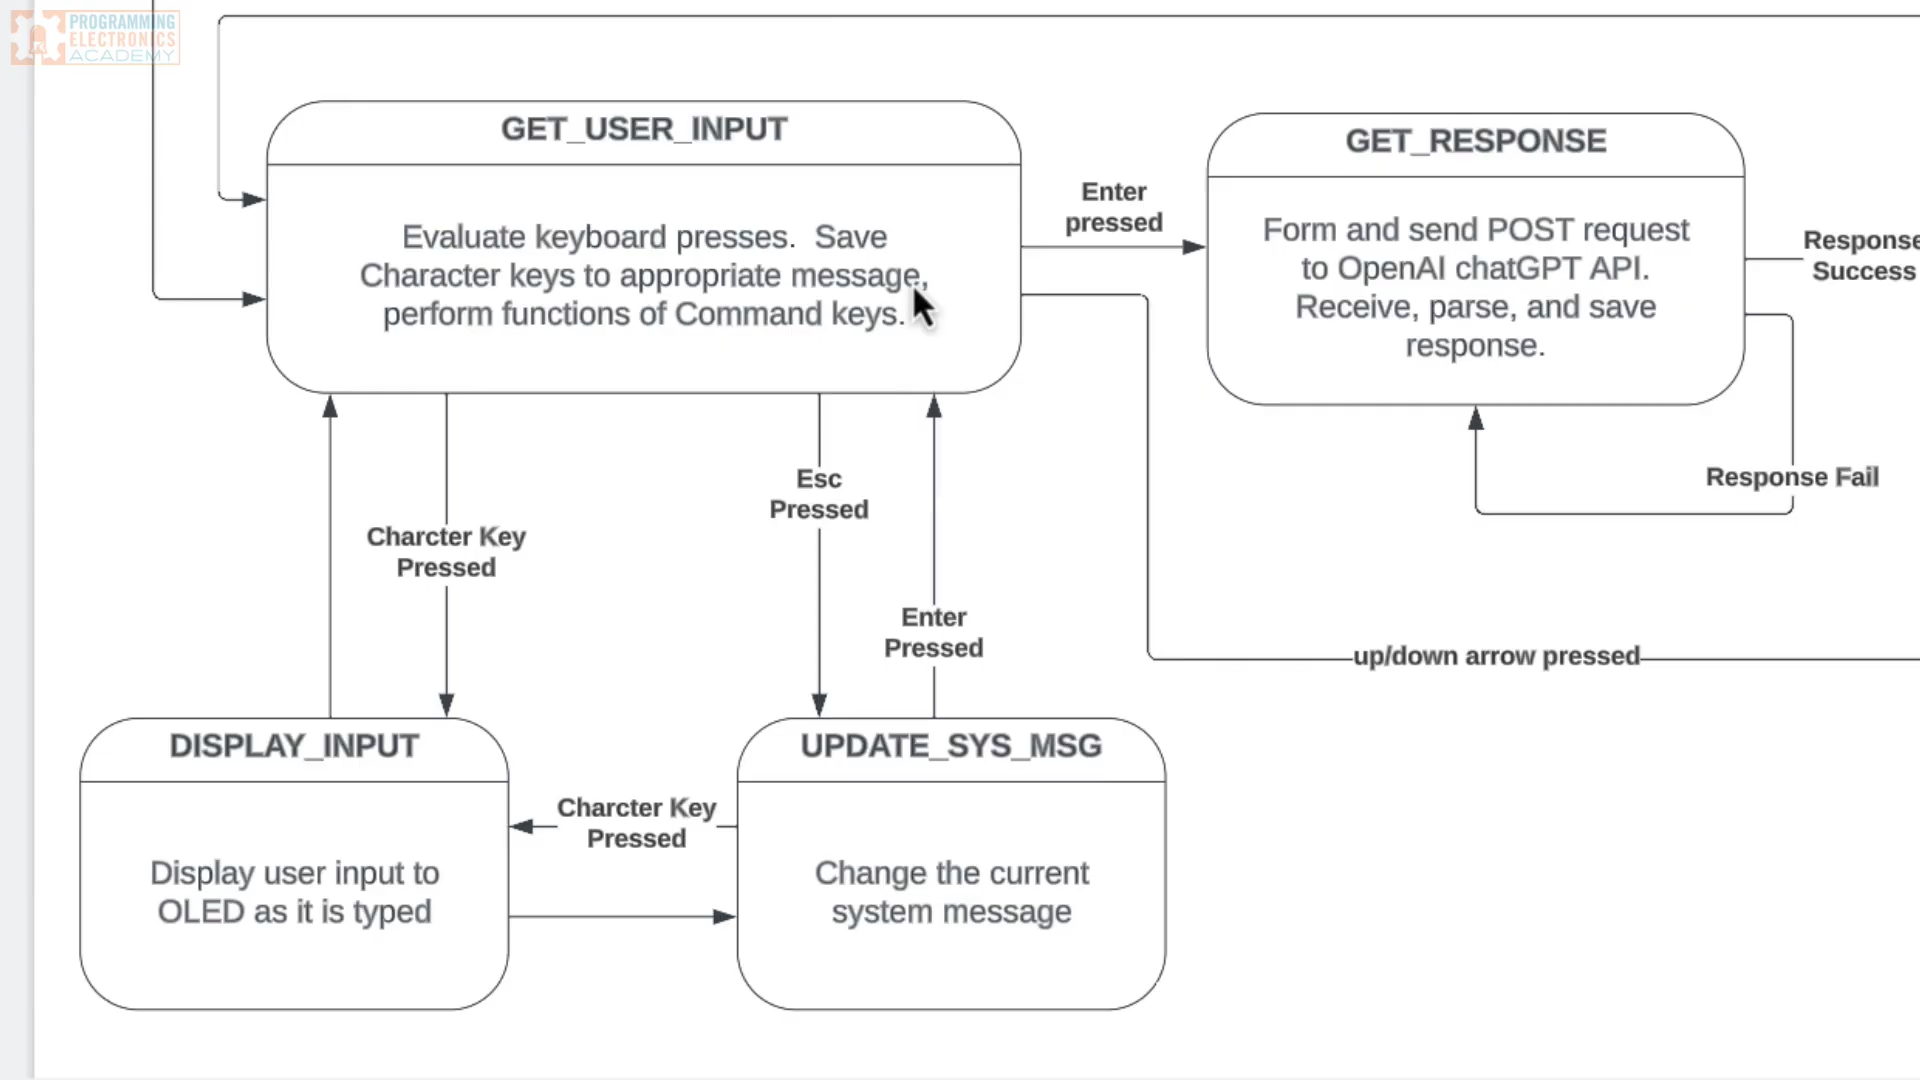 PROGRAMMING
ELECTRONICS
ACADEMY
GET_USER_INPUT
Evaluate keyboard presses.  Save
Character keys to appropriate message,
perform functions of Command keys.
Enter
pressed
GET_RESPONSE
Form and send POST request
to OpenAI chatGPT API.
Receive, parse, and save
response.
Response
Success
Response Fail
Charcter Key
Pressed
Esc
Pressed
Enter
Pressed
up/down arrow pressed
DISPLAY_INPUT
Display user input to
OLED as it is typed
Charcter Key
Pressed
UPDATE_SYS_MSG
Change the current
system message